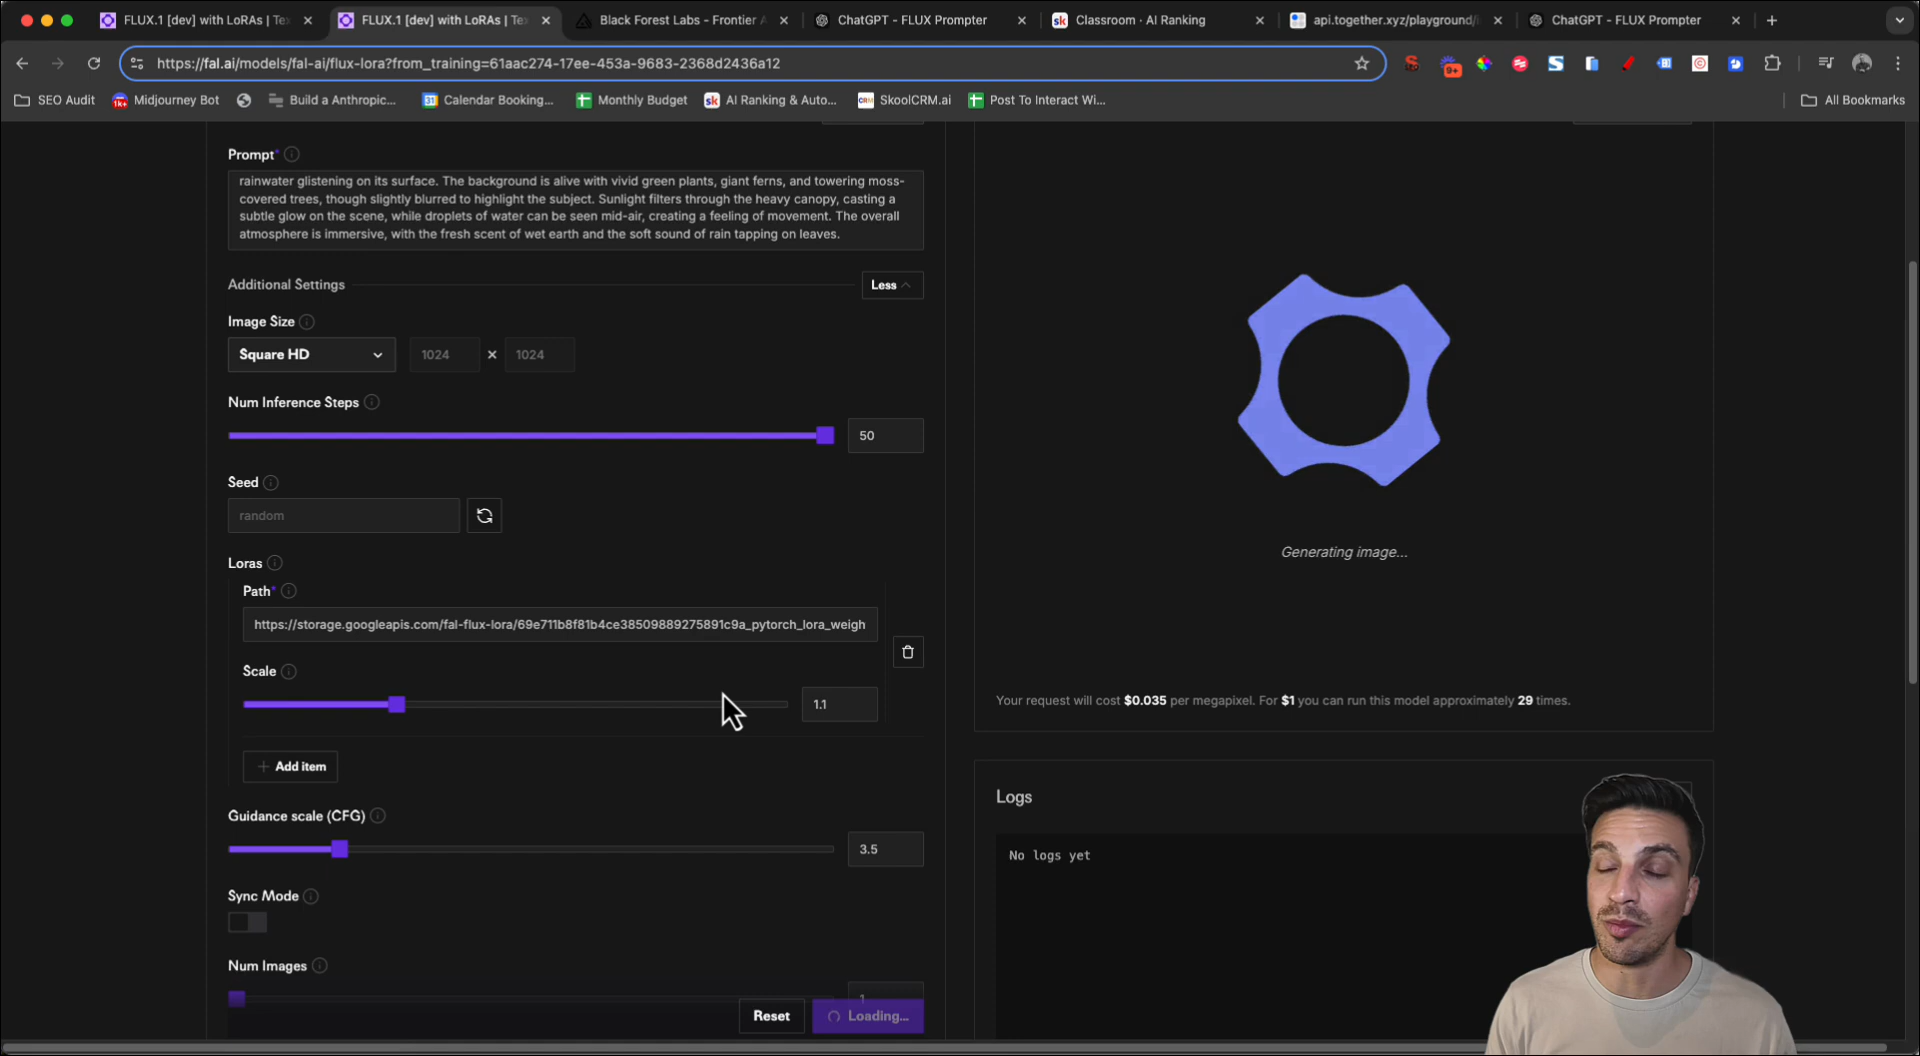 FLUX.1 [dev] with LoRAs | Tex
FLUX.1 [dev] with LoRAs | Tex
Black Forest Labs - Frontier A
ChatGPT - FLUX Prompter
Classroom · AI Ranking
api.together.xyz/playground/i
ChatGPT - FLUX Prompter
https://fal.ai/models/fal-ai/flux-lora?from_training=61aac274-17ee-453a-9683-2368d2436a12
9+
SEO Audit
1K+
Midjourney Bot
Build a Anthropic...
31
Calendar Booking...
Monthly Budget
sk
AI Ranking & Auto...
CRM
SkoolCRM.ai
Post To Interact Wi...
All Bookmarks
Prompt*
rainwater glistening on its surface. The background is alive with vivid green plants, giant ferns, and towering moss-
covered trees, though slightly blurred to highlight the subject. Sunlight filters through the heavy canopy, casting a
subtle glow on the scene, while droplets of water can be seen mid-air, creating a feeling of movement. The overall
atmosphere is immersive, with the fresh scent of wet earth and the soft sound of rain tapping on leaves.
Additional Settings
Less
Image Size
Square HD
1024 × 1024
Num Inference Steps
50
Seed
random
Loras
Path*
https://storage.googleapis.com/fal-flux-lora/69e711b8f81b4ce38509889275891c9a_pytorch_lora_weigh
Scale
1.1
+ Add item
Guidance scale (CFG)
3.5
Sync Mode
Num Images
1
Reset
Loading...
Generating image...
Your request will cost $0.035 per megapixel. For $1 you can run this model approximately 29 times.
Logs
No logs yet